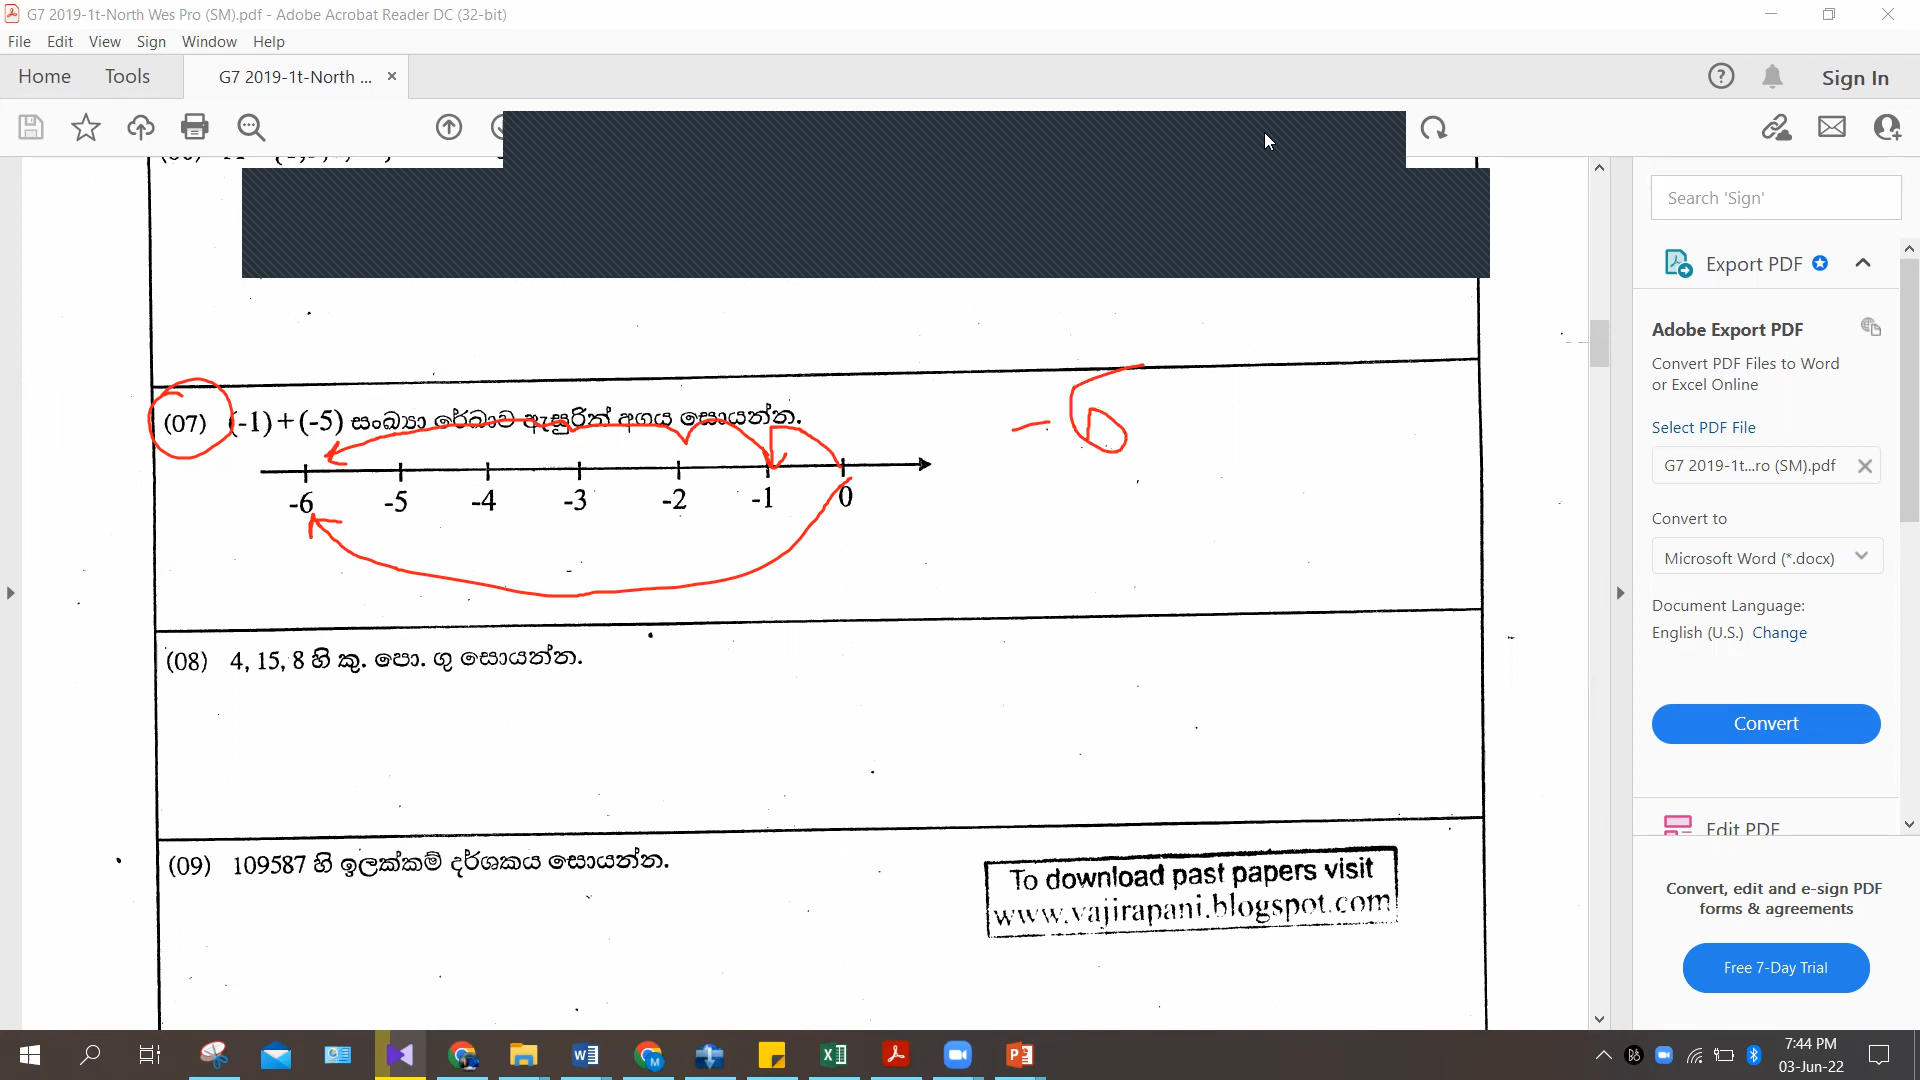 G7 2019-1t-North Wes Pro (SM).pdf - Adobe Acrobat Reader DC (32-bit)
File Edit View Sign Window Help
Home Tools G7 2019-1t-North ... ×
Sign In
Search 'Sign'
Export PDF
Adobe Export PDF
Convert PDF Files to Word
or Excel Online
Select PDF File
G7 2019-1t...ro (SM).pdf
Convert to
Microsoft Word (*.docx)
Document Language:
English (U.S.) Change
Convert
Edit PDF
Convert, edit and e-sign PDF
forms & agreements
Free 7-Day Trial
(07) (-1)+(-5) සංඛ්‍යා රේඛාව ඇසුරින් අගය සොයන්න.
- 6
-6 -5 -4 -3 -2 -1 0
(08) 4, 15, 8 හි කු. පො. ගු සොයන්න.
(09) 109587 හි ඉලක්කම් දර්ශකය සොයන්න.
To download past papers visit
www.vajirapani.blogspot.com
7:44 PM
03-Jun-22